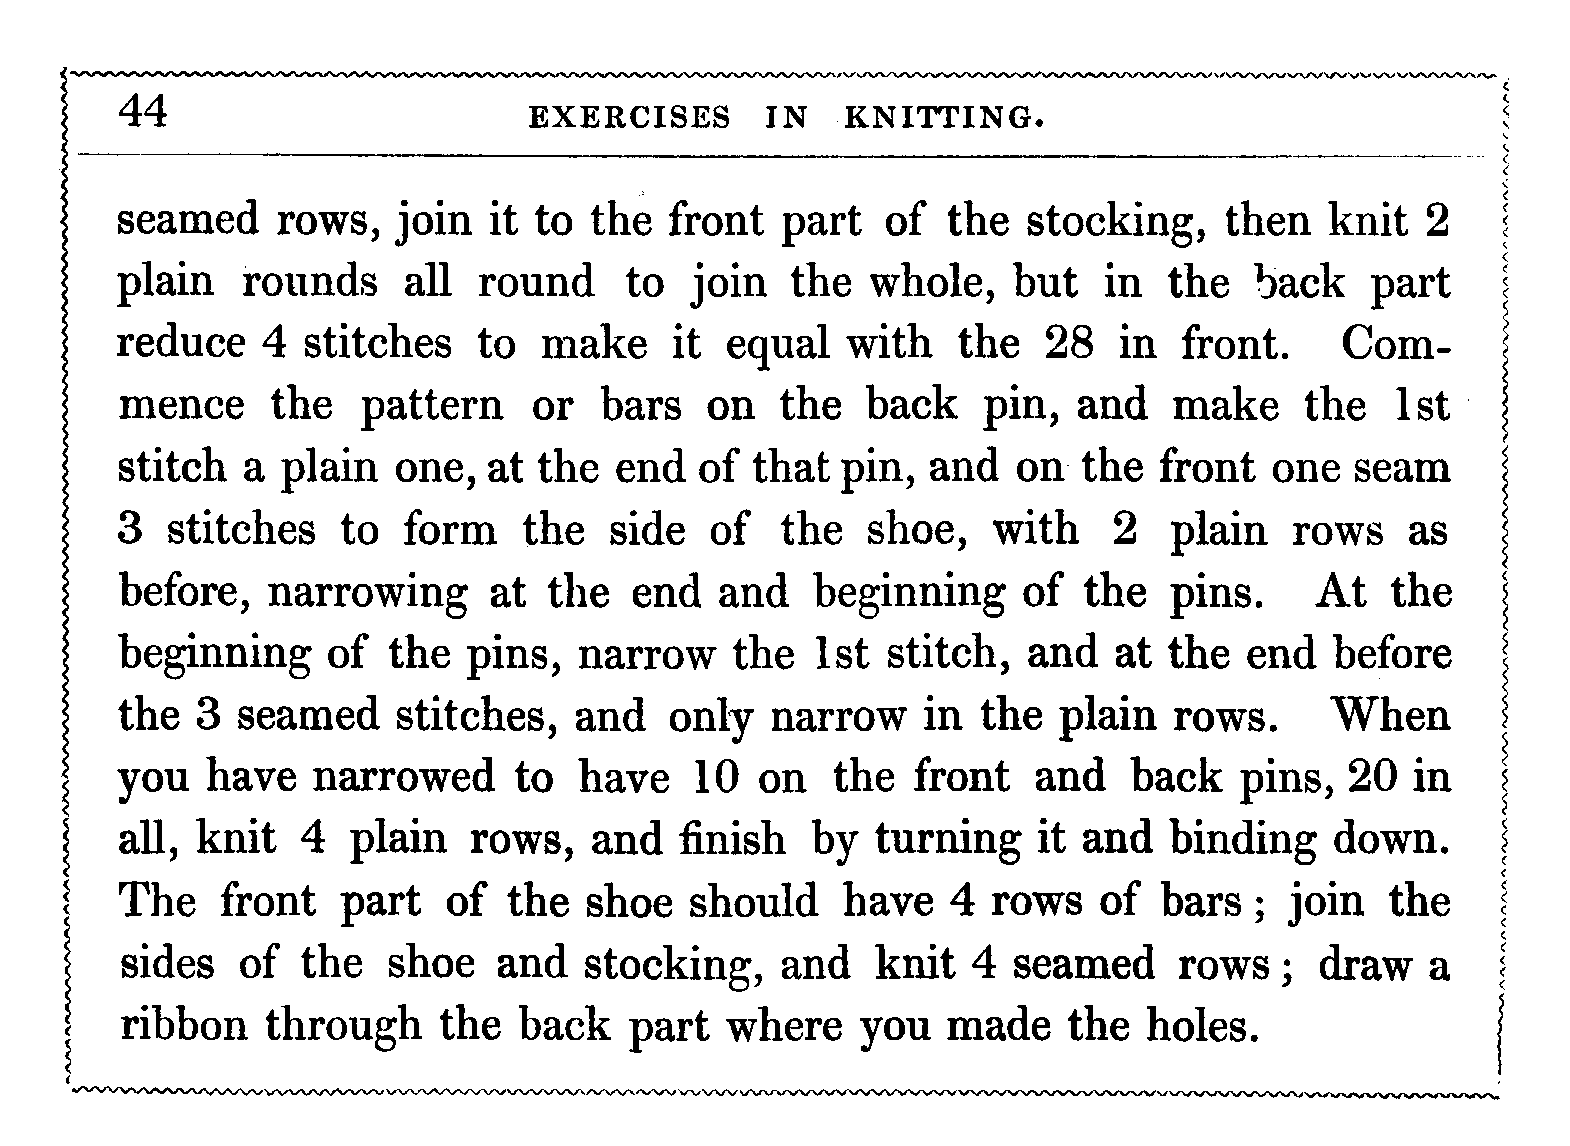 44 EXERCISES IN KNITTING.
seamed rows, join it to the front part of the stocking, then knit 2
plain rounds all round to join the whole, but in the back part
reduce 4 stitches to make it equal with the 28 in front. Com-
mence the pattern or bars on the back pin, and make the 1st
stitch a plain one, at the end of that pin, and on the front one seam
3 stitches to form the side of the shoe, with 2 plain rows as
before, narrowing at the end and beginning of the pins. At the
beginning of the pins, narrow the 1st stitch, and at the end before
the 3 seamed stitches, and only narrow in the plain rows. When
you have narrowed to have 10 on the front and back pins, 20 in
all, knit 4 plain rows, and finish by turning it and binding down.
The front part of the shoe should have 4 rows of bars; join the
sides of the shoe and stocking, and knit 4 seamed rows; draw a
ribbon through the back part where you made the holes.